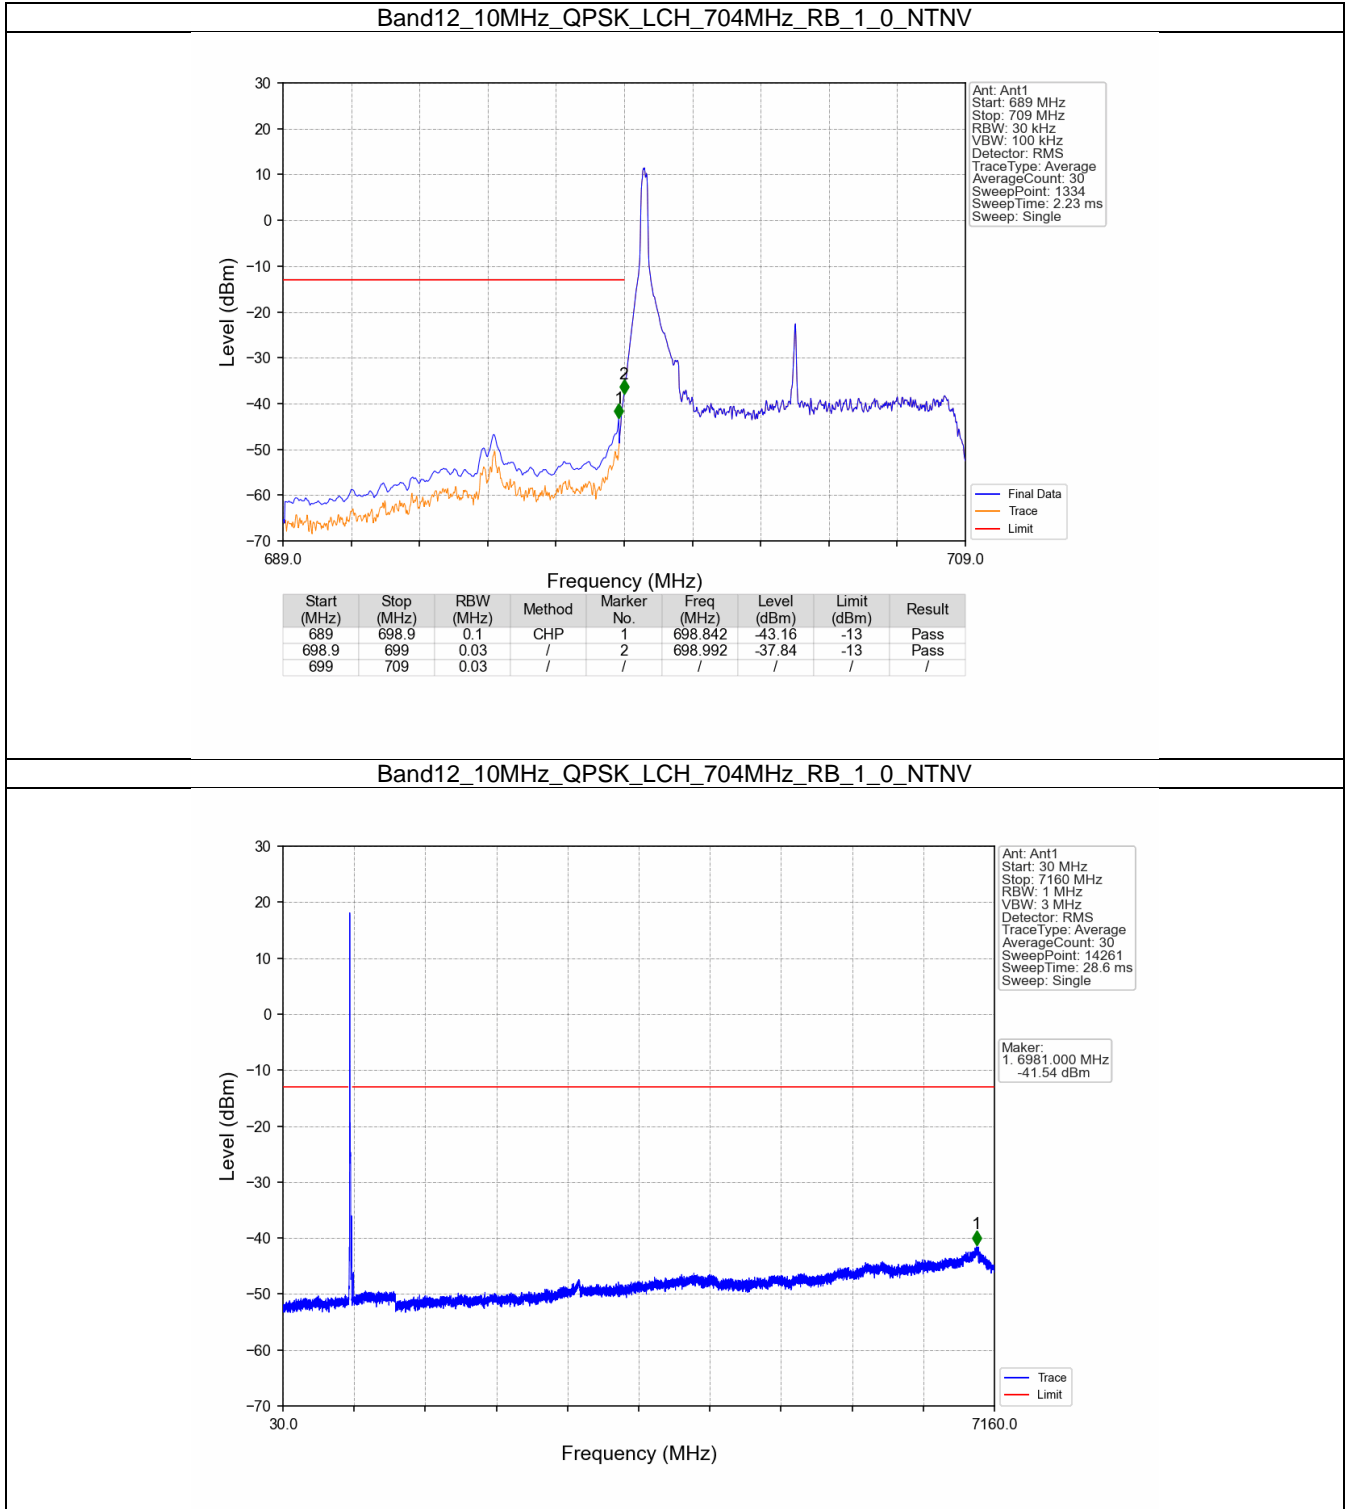 Band12_10MHz_QPSK_LCH_704MHz_RB_1_0_NTNV
30
20
10
0
−10
−20
−30
−40
−50
−60
−70
Level (dBm)
2
1
689.0
709.0
Frequency (MHz)
Ant: Ant1
Start: 689 MHz
Stop: 709 MHz
RBW: 30 kHz
VBW: 100 kHz
Detector: RMS
TraceType: Average
AverageCount: 30
SweepPoint: 1334
SweepTime: 2.23 ms
Sweep: Single
Final Data
Trace
Limit
Start (MHz) Stop (MHz) RBW (MHz) Method Marker No. Freq (MHz) Level (dBm) Limit (dBm) Result
689 698.9 0.1 CHP 1 698.842 -43.16 -13 Pass
698.9 699 0.03 / 2 698.992 -37.84 -13 Pass
699 709 0.03 / / / / / /
Band12_10MHz_QPSK_LCH_704MHz_RB_1_0_NTNV
30
20
10
0
−10
−20
−30
−40
−50
−60
−70
Level (dBm)
1
30.0
7160.0
Frequency (MHz)
Ant: Ant1
Start: 30 MHz
Stop: 7160 MHz
RBW: 1 MHz
VBW: 3 MHz
Detector: RMS
TraceType: Average
AverageCount: 30
SweepPoint: 14261
SweepTime: 28.6 ms
Sweep: Single
Maker:
1. 6981.000 MHz
-41.54 dBm
Trace
Limit